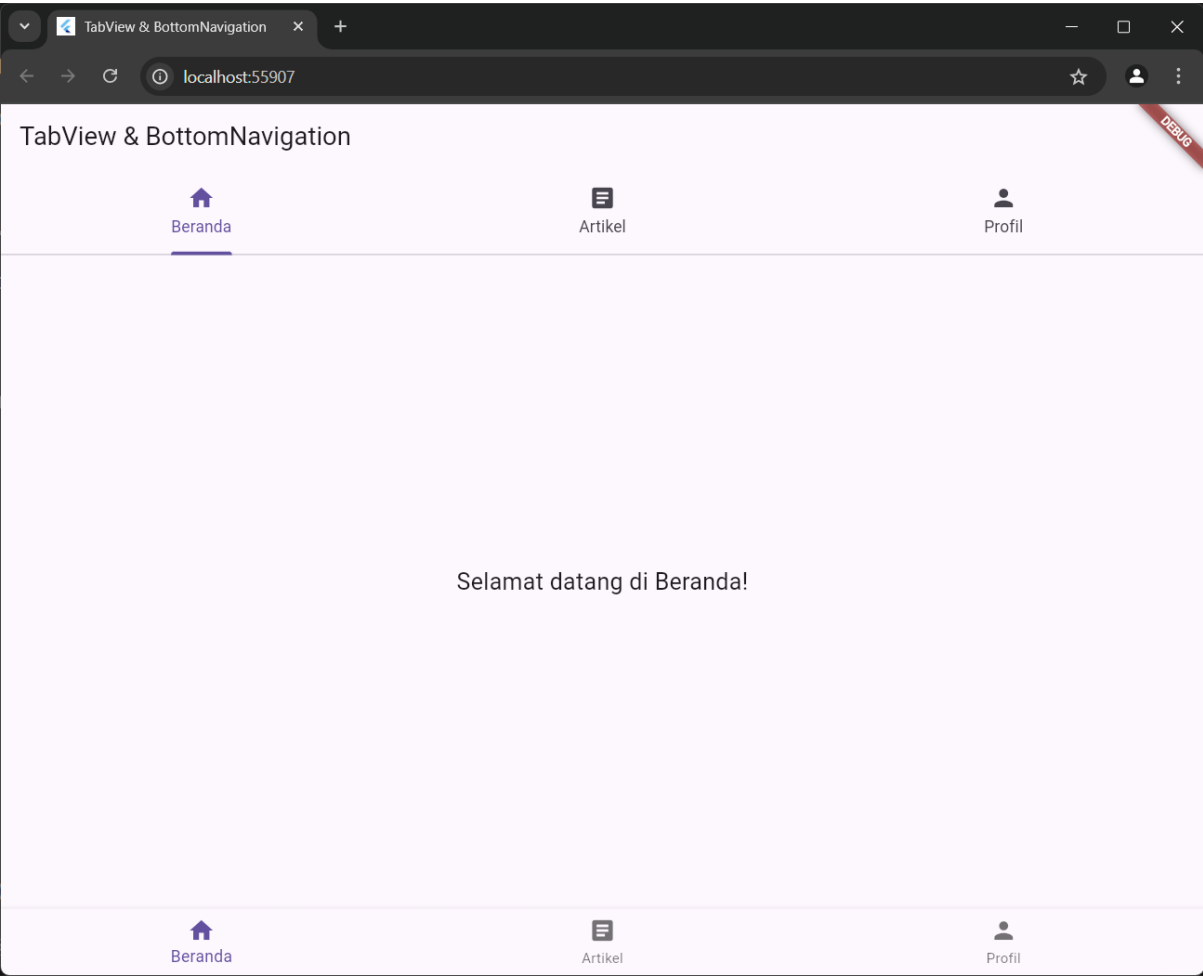 TabView & BottomNavigation
localhost:55907
TabView & BottomNavigation
DEBUG
Beranda
Artikel
Profil
Selamat datang di Beranda!
Beranda
Artikel
Profil